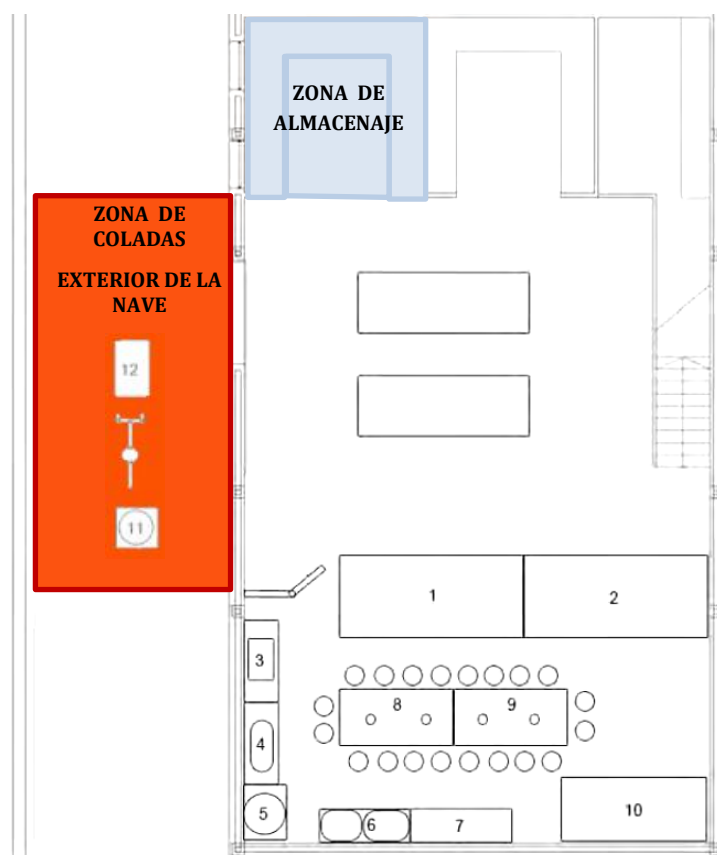 ZONA DE
ALMACENAJE
ZONA DE
COLADAS
EXTERIOR DE LA
NAVE
12
11
1
2
3
8
9
4
5
6
7
10